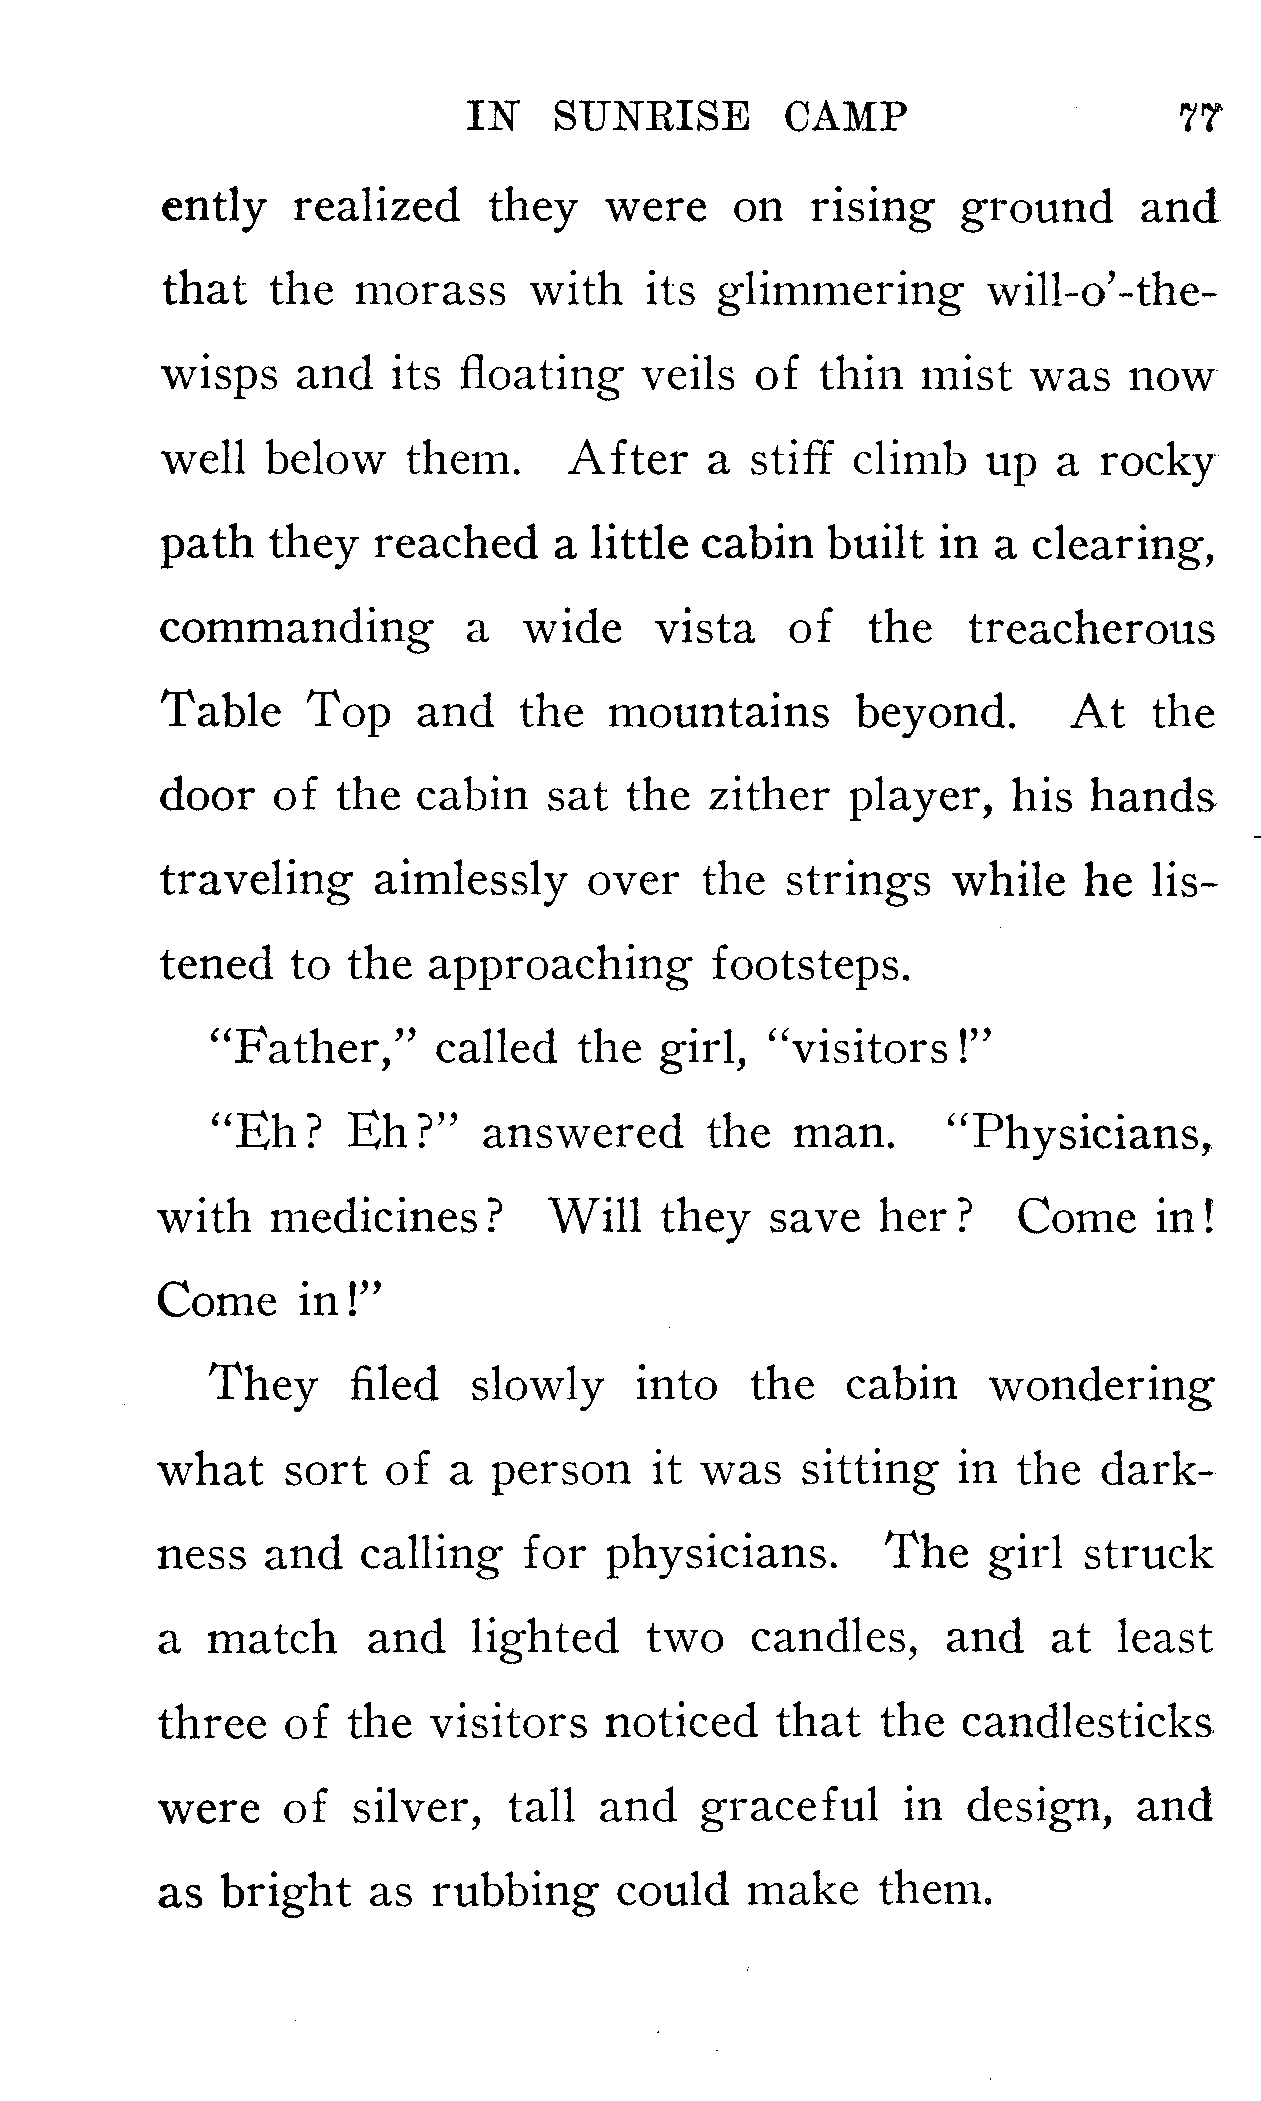 IN SUNRISE CAMP 77
ently realized they were on rising ground and
that the morass with its glimmering will-o'-the-
wisps and its floating veils of thin mist was now
well below them. After a stiff climb up a rocky
path they reached a little cabin built in a clearing,
commanding a wide vista of the treacherous
Table Top and the mountains beyond. At the
door of the cabin sat the zither player, his hands
traveling aimlessly over the strings while he lis-
tened to the approaching footsteps.
“Father,” called the girl, “visitors!”
“Eh? Eh?” answered the man. “Physicians,
with medicines? Will they save her? Come in!
Come in!”
They filed slowly into the cabin wondering
what sort of a person it was sitting in the dark-
ness and calling for physicians. The girl struck
a match and lighted two candles, and at least
three of the visitors noticed that the candlesticks
were of silver, tall and graceful in design, and
as bright as rubbing could make them.